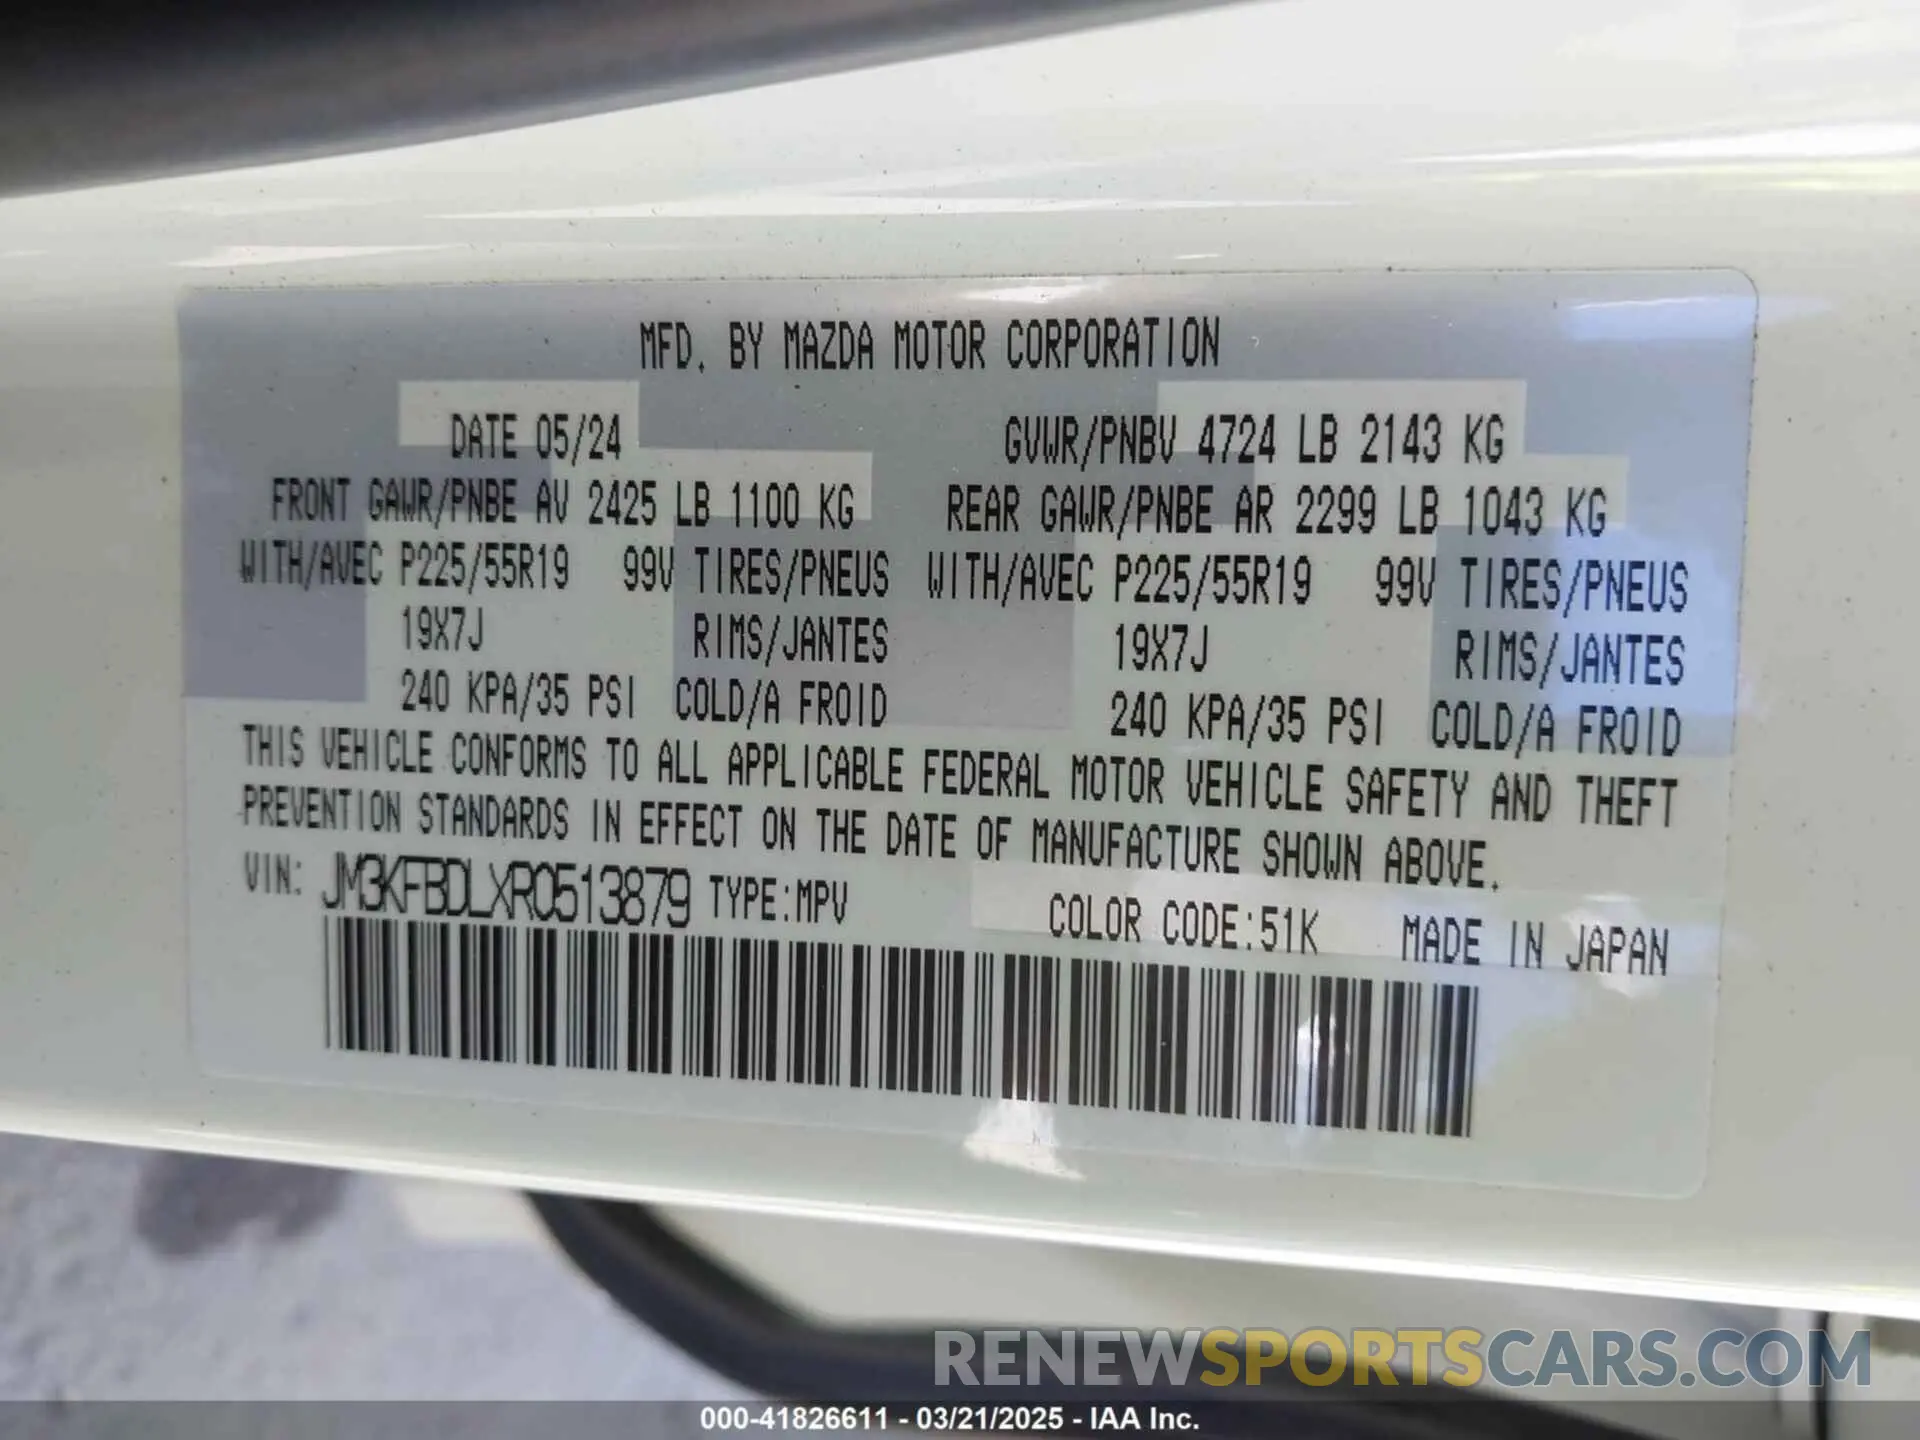 MFD. BY MAZDA MOTOR CORPORATION
DATE 05/24 GVWR/PNBV 4724 LB 2143 KG
FRONT GAWR/PNBE AV 2425 LB 1100 KG REAR GAWR/PNBE AR 2299 LB 1043 KG
WITH/AVEC P225/55R19 99V TIRES/PNEUS WITH/AVEC P225/55R19 99V TIRES/PNEUS
19X7J RIMS/JANTES 19X7J RIMS/JANTES
240 KPA/35 PSI COLD/A FROID 240 KPA/35 PSI COLD/A FROID
THIS VEHICLE CONFORMS TO ALL APPLICABLE FEDERAL MOTOR VEHICLE SAFETY AND THEFT
PREVENTION STANDARDS IN EFFECT ON THE DATE OF MANUFACTURE SHOWN ABOVE.
VIN: JM3KFBDLXR0513879 TYPE:MPV COLOR CODE:51K MADE IN JAPAN
RENEWSPORTSCARS.COM
000-41826611 - 03/21/2025 - IAA Inc.